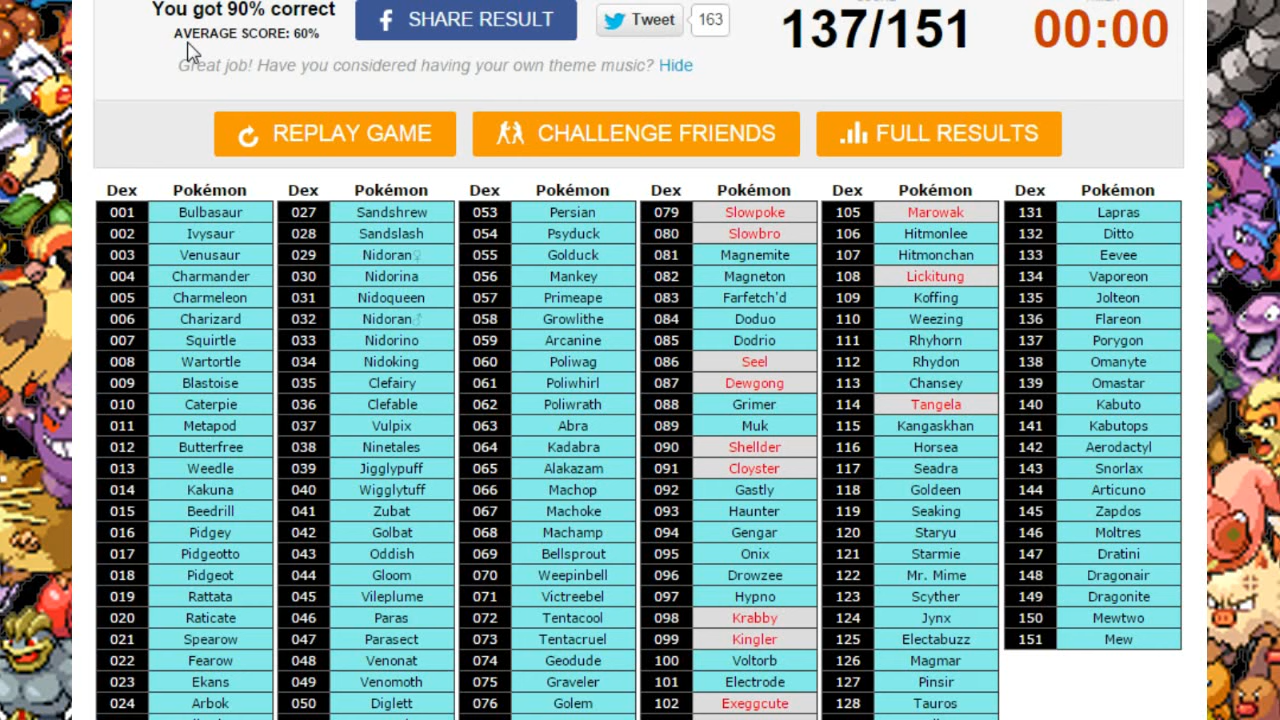 You got 90% correct
AVERAGE SCORE: 60%
SHARE RESULT
Tweet 163
137/151
00:00
Great job! Have you considered having your own theme music? Hide
REPLAY GAME CHALLENGE FRIENDS FULL RESULTS
Dex Pokémon Dex Pokémon Dex Pokémon Dex Pokémon Dex Pokémon Dex Pokémon
001 Bulbasaur 027 Sandshrew 053 Persian 079 Slowpoke 105 Marowak 131 Lapras
002 Ivysaur 028 Sandslash 054 Psyduck 080 Slowbro 106 Hitmonlee 132 Ditto
003 Venusaur 029 Nidoran♀ 055 Golduck 081 Magnemite 107 Hitmonchan 133 Eevee
004 Charmander 030 Nidorina 056 Mankey 082 Magneton 108 Lickitung 134 Vaporeon
005 Charmeleon 031 Nidoqueen 057 Primeape 083 Farfetch'd 109 Koffing 135 Jolteon
006 Charizard 032 Nidoran♂ 058 Growlithe 084 Doduo 110 Weezing 136 Flareon
007 Squirtle 033 Nidorino 059 Arcanine 085 Dodrio 111 Rhyhorn 137 Porygon
008 Wartortle 034 Nidoking 060 Poliwag 086 Seel 112 Rhydon 138 Omanyte
009 Blastoise 035 Clefairy 061 Poliwhirl 087 Dewgong 113 Chansey 139 Omastar
010 Caterpie 036 Clefable 062 Poliwrath 088 Grimer 114 Tangela 140 Kabuto
011 Metapod 037 Vulpix 063 Abra 089 Muk 115 Kangaskhan 141 Kabutops
012 Butterfree 038 Ninetales 064 Kadabra 090 Shellder 116 Horsea 142 Aerodactyl
013 Weedle 039 Jigglypuff 065 Alakazam 091 Cloyster 117 Seadra 143 Snorlax
014 Kakuna 040 Wigglytuff 066 Machop 092 Gastly 118 Goldeen 144 Articuno
015 Beedrill 041 Zubat 067 Machoke 093 Haunter 119 Seaking 145 Zapdos
016 Pidgey 042 Golbat 068 Machamp 094 Gengar 120 Staryu 146 Moltres
017 Pidgeotto 043 Oddish 069 Bellsprout 095 Onix 121 Starmie 147 Dratini
018 Pidgeot 044 Gloom 070 Weepinbell 096 Drowzee 122 Mr. Mime 148 Dragonair
019 Rattata 045 Vileplume 071 Victreebel 097 Hypno 123 Scyther 149 Dragonite
020 Raticate 046 Paras 072 Tentacool 098 Krabby 124 Jynx 150 Mewtwo
021 Spearow 047 Parasect 073 Tentacruel 099 Kingler 125 Electabuzz 151 Mew
022 Fearow 048 Venonat 074 Geodude 100 Voltorb 126 Magmar
023 Ekans 049 Venomoth 075 Graveler 101 Electrode 127 Pinsir
024 Arbok 050 Diglett 076 Golem 102 Exeggcute 128 Tauros